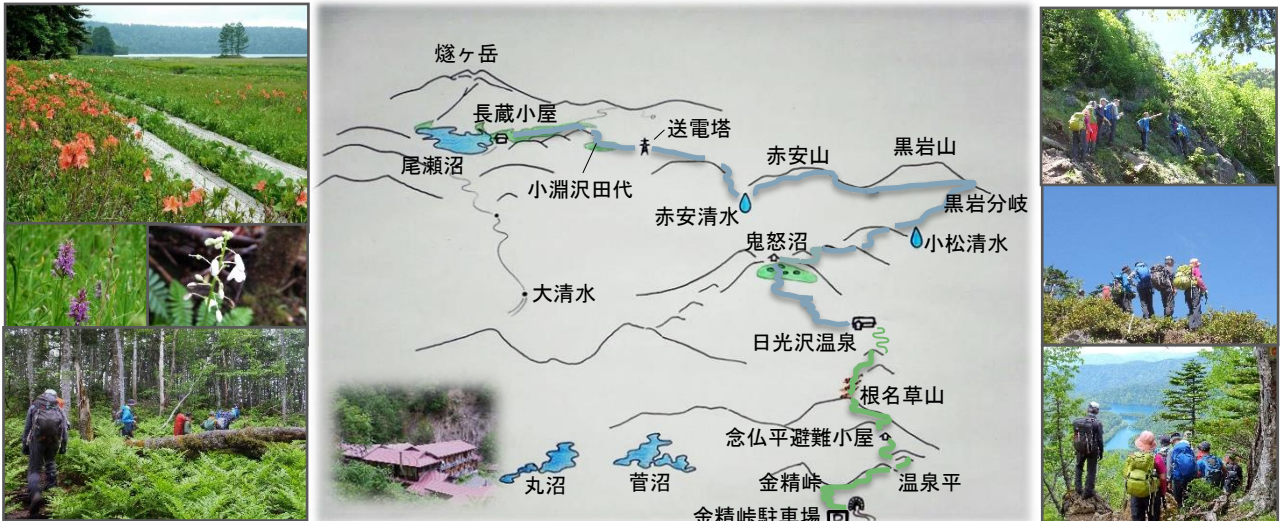 燧ヶ岳
長蔵小屋
送電塔
尾瀬沼
小淵沢田代
赤安山
黒岩山
赤安清水
黒岩分岐
小松清水
鬼怒沼
大清水
日光沢温泉
根名草山
念仏平避難小屋
丸沼
菅沼
金精峠
温泉平
金精峠駐車場